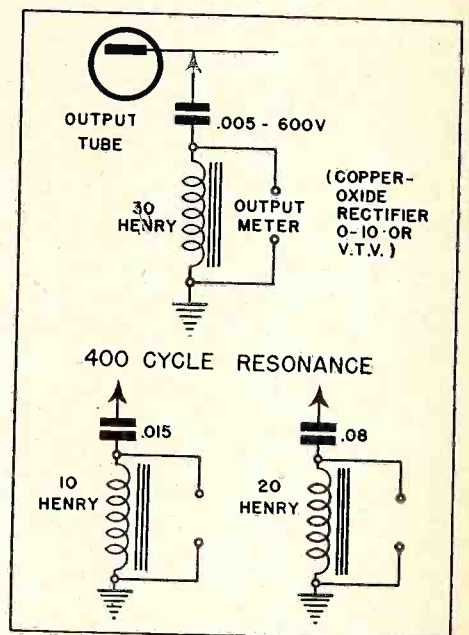 OUTPUT
TUBE
.005 - 600V
30
HENRY
OUTPUT
METER
(COPPER-
OXIDE
RECTIFIER
0-10 OR
V.T.V.)
400 CYCLE RESONANCE
.015
10
HENRY
.08
20
HENRY